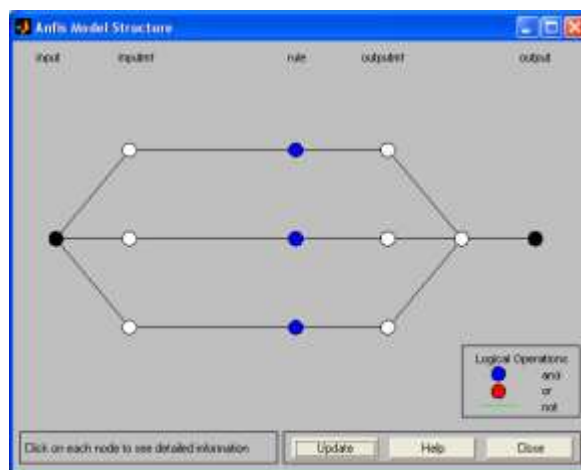 Anfis Model Structure
input inputmf rule outputmf output
Logical Operations
and
or
not
Click on each node to see detailed information
Update Help Close